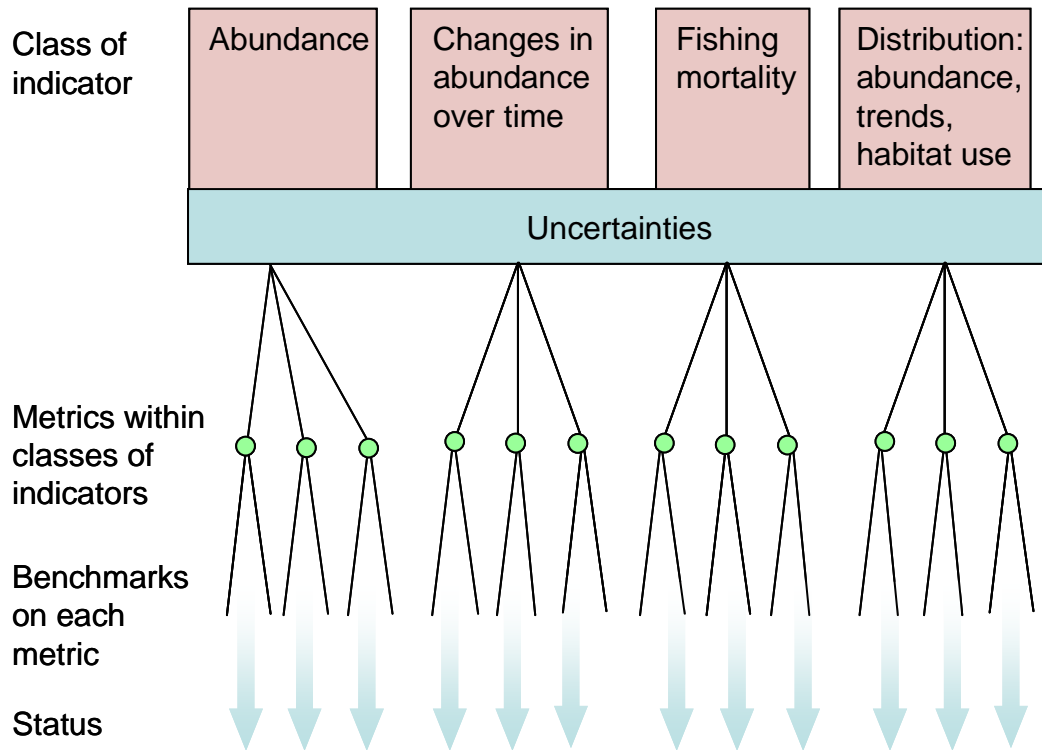 Class of
indicator
Abundance
Changes in
abundance
over time
Fishing
mortality
Distribution:
abundance,
trends,
habitat use
Uncertainties
Metrics within
classes of
indicators
Benchmarks
on each
metric
Status